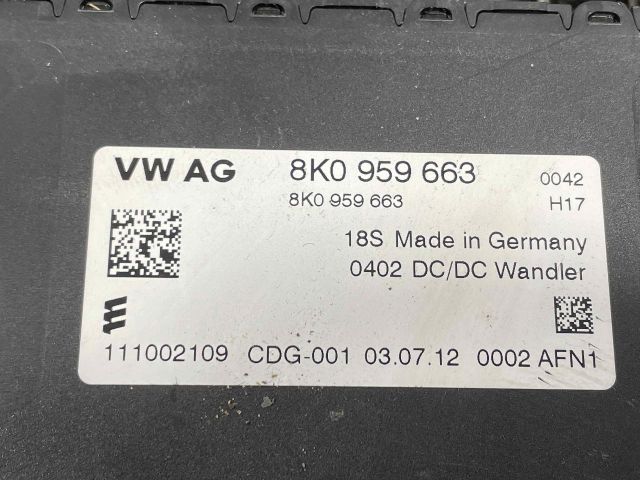 VW AG 8K0 959 663 0042
8K0 959 663 H17
18S Made in Germany
0402 DC/DC Wandler
111002109 CDG-001 03.07.12 0002 AFN1